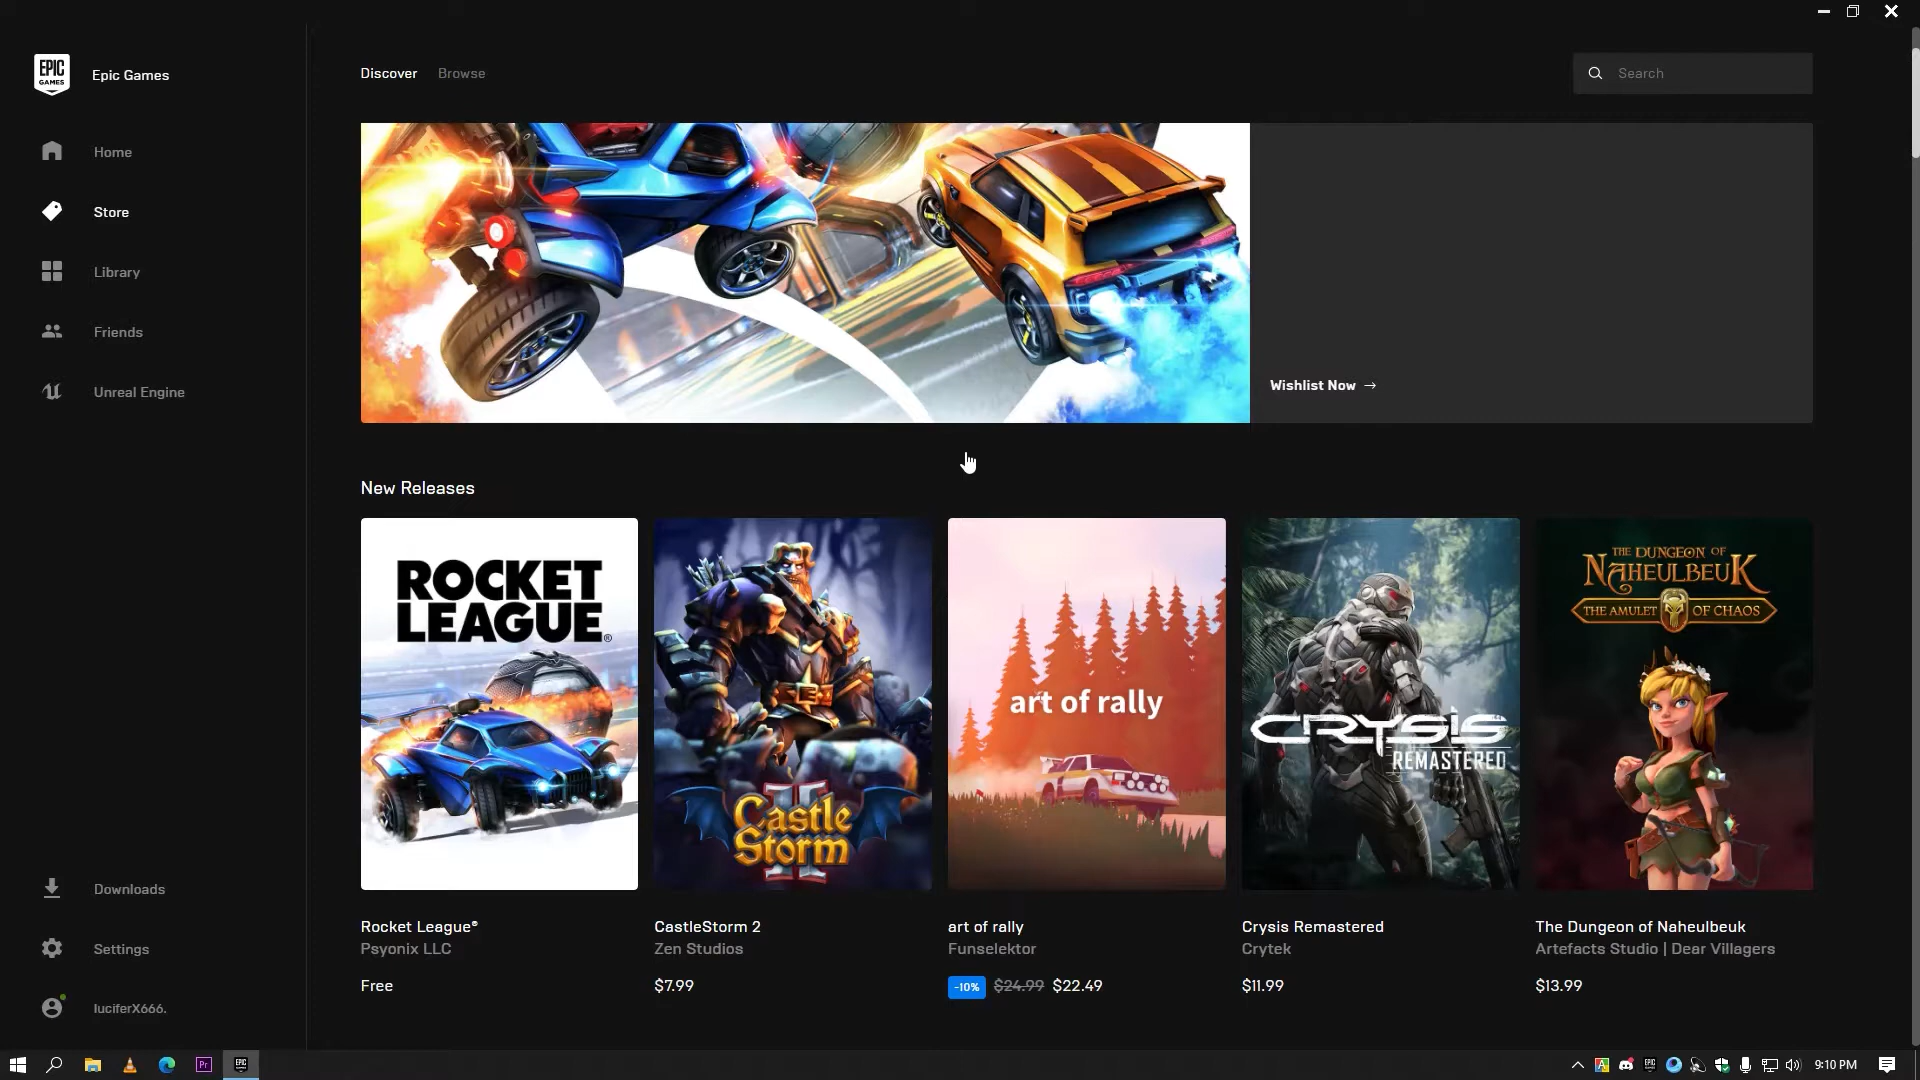 EPIC
GAMES
Epic Games
Home
Store
Library
Friends
Unreal Engine
Downloads
Settings
luciferX666.
Discover
Browse
Search
Wishlist Now →
New Releases
ROCKET
LEAGUE®
Castle
Storm
II
art of rally
CRYSIS
REMASTERED
THE DUNGEON OF
NAHEULBEUK
THE AMULET OF CHAOS
Rocket League®
Psyonix LLC
Free
CastleStorm 2
Zen Studios
$7.99
art of rally
Funselektor
-10% $24.99 $22.49
Crysis Remastered
Crytek
$11.99
The Dungeon of Naheulbeuk
Artefacts Studio | Dear Villagers
$13.99
Pr
EPIC
A
EPIC
9:10 PM